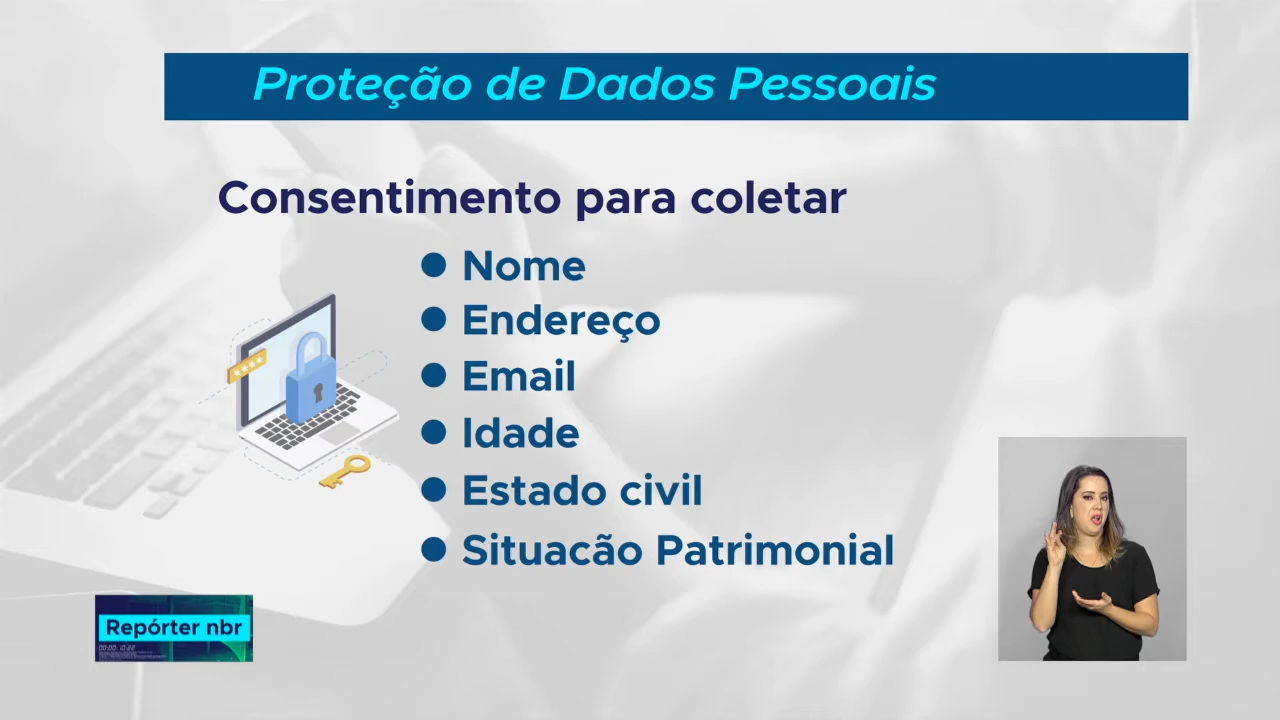 Proteção de Dados Pessoais
Consentimento para coletar
Nome
Endereço
Email
Idade
Estado civil
Situacão Patrimonial
Repórter nbr